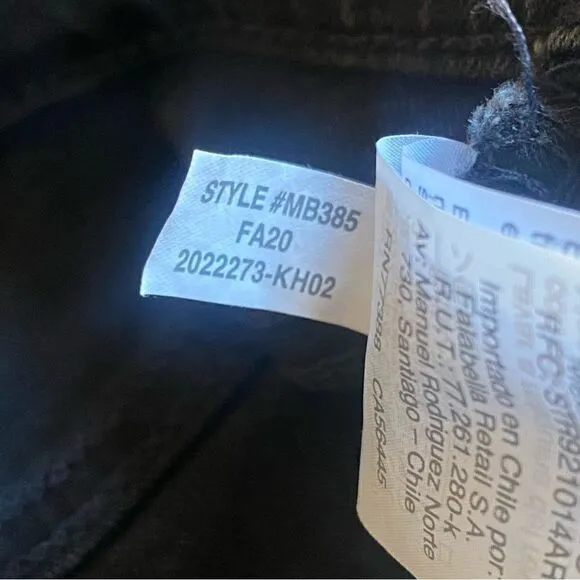 STYLE #MB385
FA20
2022273-KH02
Importado en Chile por:
Falabella Retail S.A.
R.U.T.: 77.261.280-k
Av. Manuel Rodriguez Norte
730, Santiago - Chile
RN77388 CA56445